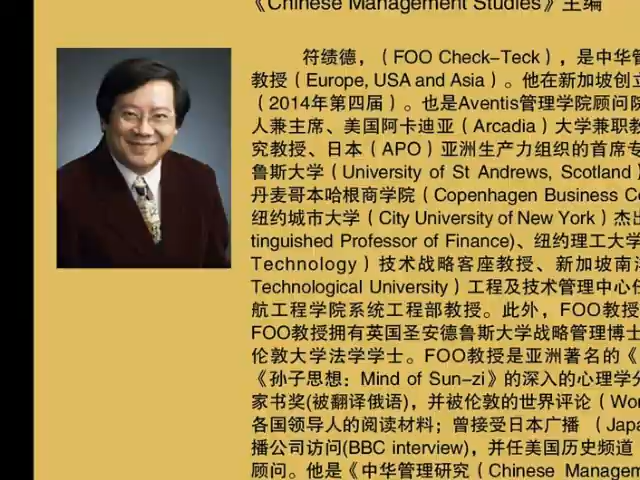 《Chinese Management Studies》主编
符绩德，（FOO Check-Teck），是中华管
教授（Europe, USA and Asia）。他在新加坡创立
（2014年第四届）。也是Aventis管理学院顾问院
人兼主席、美国阿卡迪亚（Arcadia）大学兼职教
究教授、日本（APO）亚洲生产力组织的首席专
鲁斯大学（University of St Andrews, Scotland）
丹麦哥本哈根商学院（Copenhagen Business Co
纽约城市大学（City University of New York）杰出
tinguished Professor of Finance)、纽约理工大学
Technology）技术战略客座教授、新加坡南洋
Technological University）工程及技术管理中心任
航工程学院系统工程部教授。此外，FOO教授
FOO教授拥有英国圣安德鲁斯大学战略管理博士
伦敦大学法学学士。FOO教授是亚洲著名的《
《孙子思想：Mind of Sun-zi》的深入的心理学分
家书奖(被翻译俄语)，并被伦敦的世界评论（Wor
各国领导人的阅读材料；曾接受日本广播（Japa
播公司访问(BBC interview)，并任美国历史频道
顾问。他是《中华管理研究（Chinese Managem